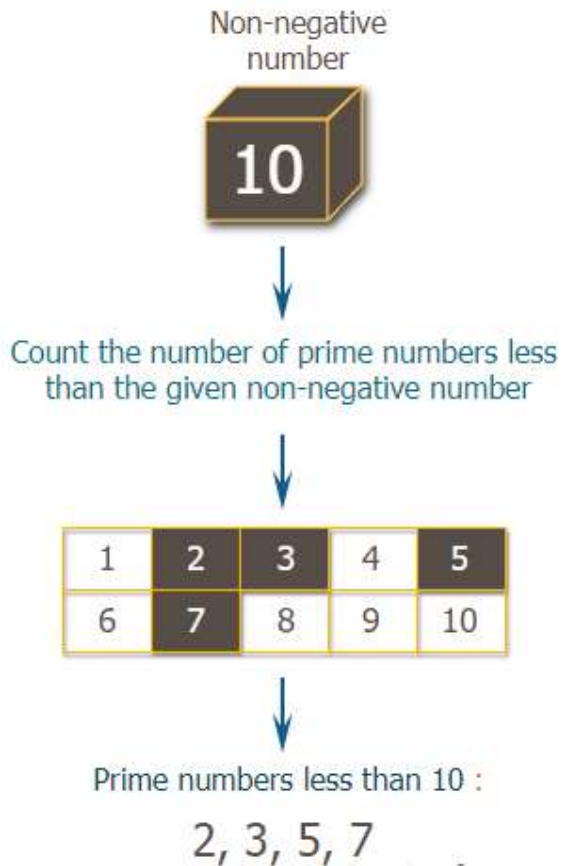 Non-negative
number
10
Count the number of prime numbers less
than the given non-negative number
1 2 3 4 5
6 7 8 9 10
Prime numbers less than 10 :
2, 3, 5, 7